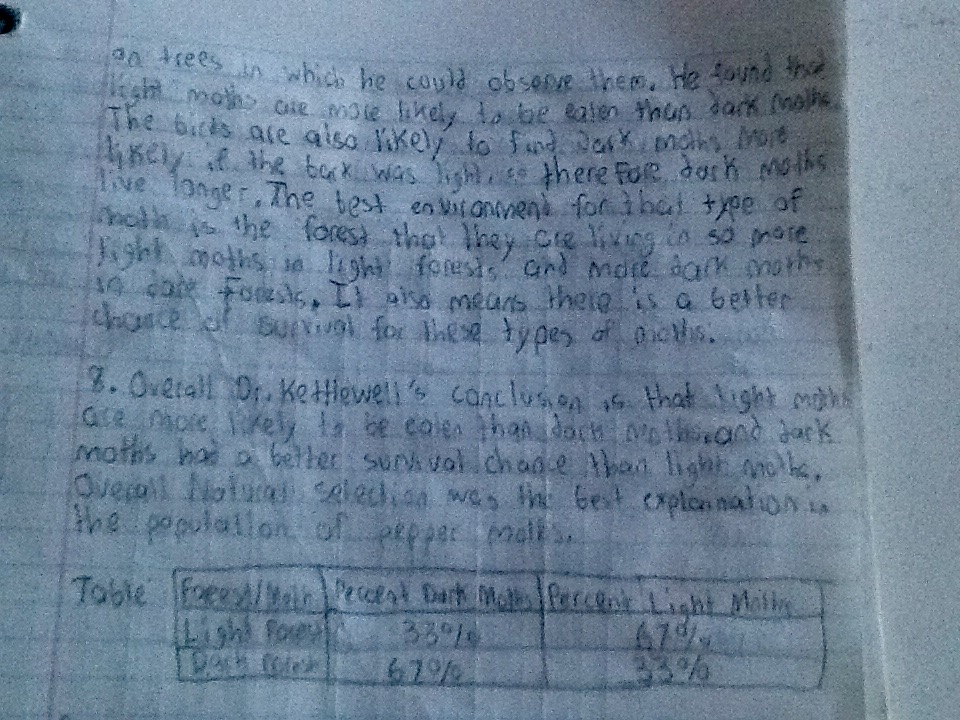 on trees in which he could observe them. He found that
light moths are more likely to be eaten than dark moths.
The birds are also likely to find dark moths more
likely if the bark was light, so therefore dark moths
live longer. The best environment for that type of
moth is the forest that they are living in so more
light moths in light forests and more dark moths
in dark Forests. It also means there is a better
chance of survival for these types of moths.
8. Overall Dr. Kettlewell's conclusion is that light moths
are more likely to be eaten than dark moths and dark
moths had a better survival chance than light moths.
Overall Natural selection was the best explanation in
the population of pepper moths.
Table Forest/Moth Percent Dark Moths Percent Light Moths
Light Forest 33% 67%
Dark Forest 67% 33%